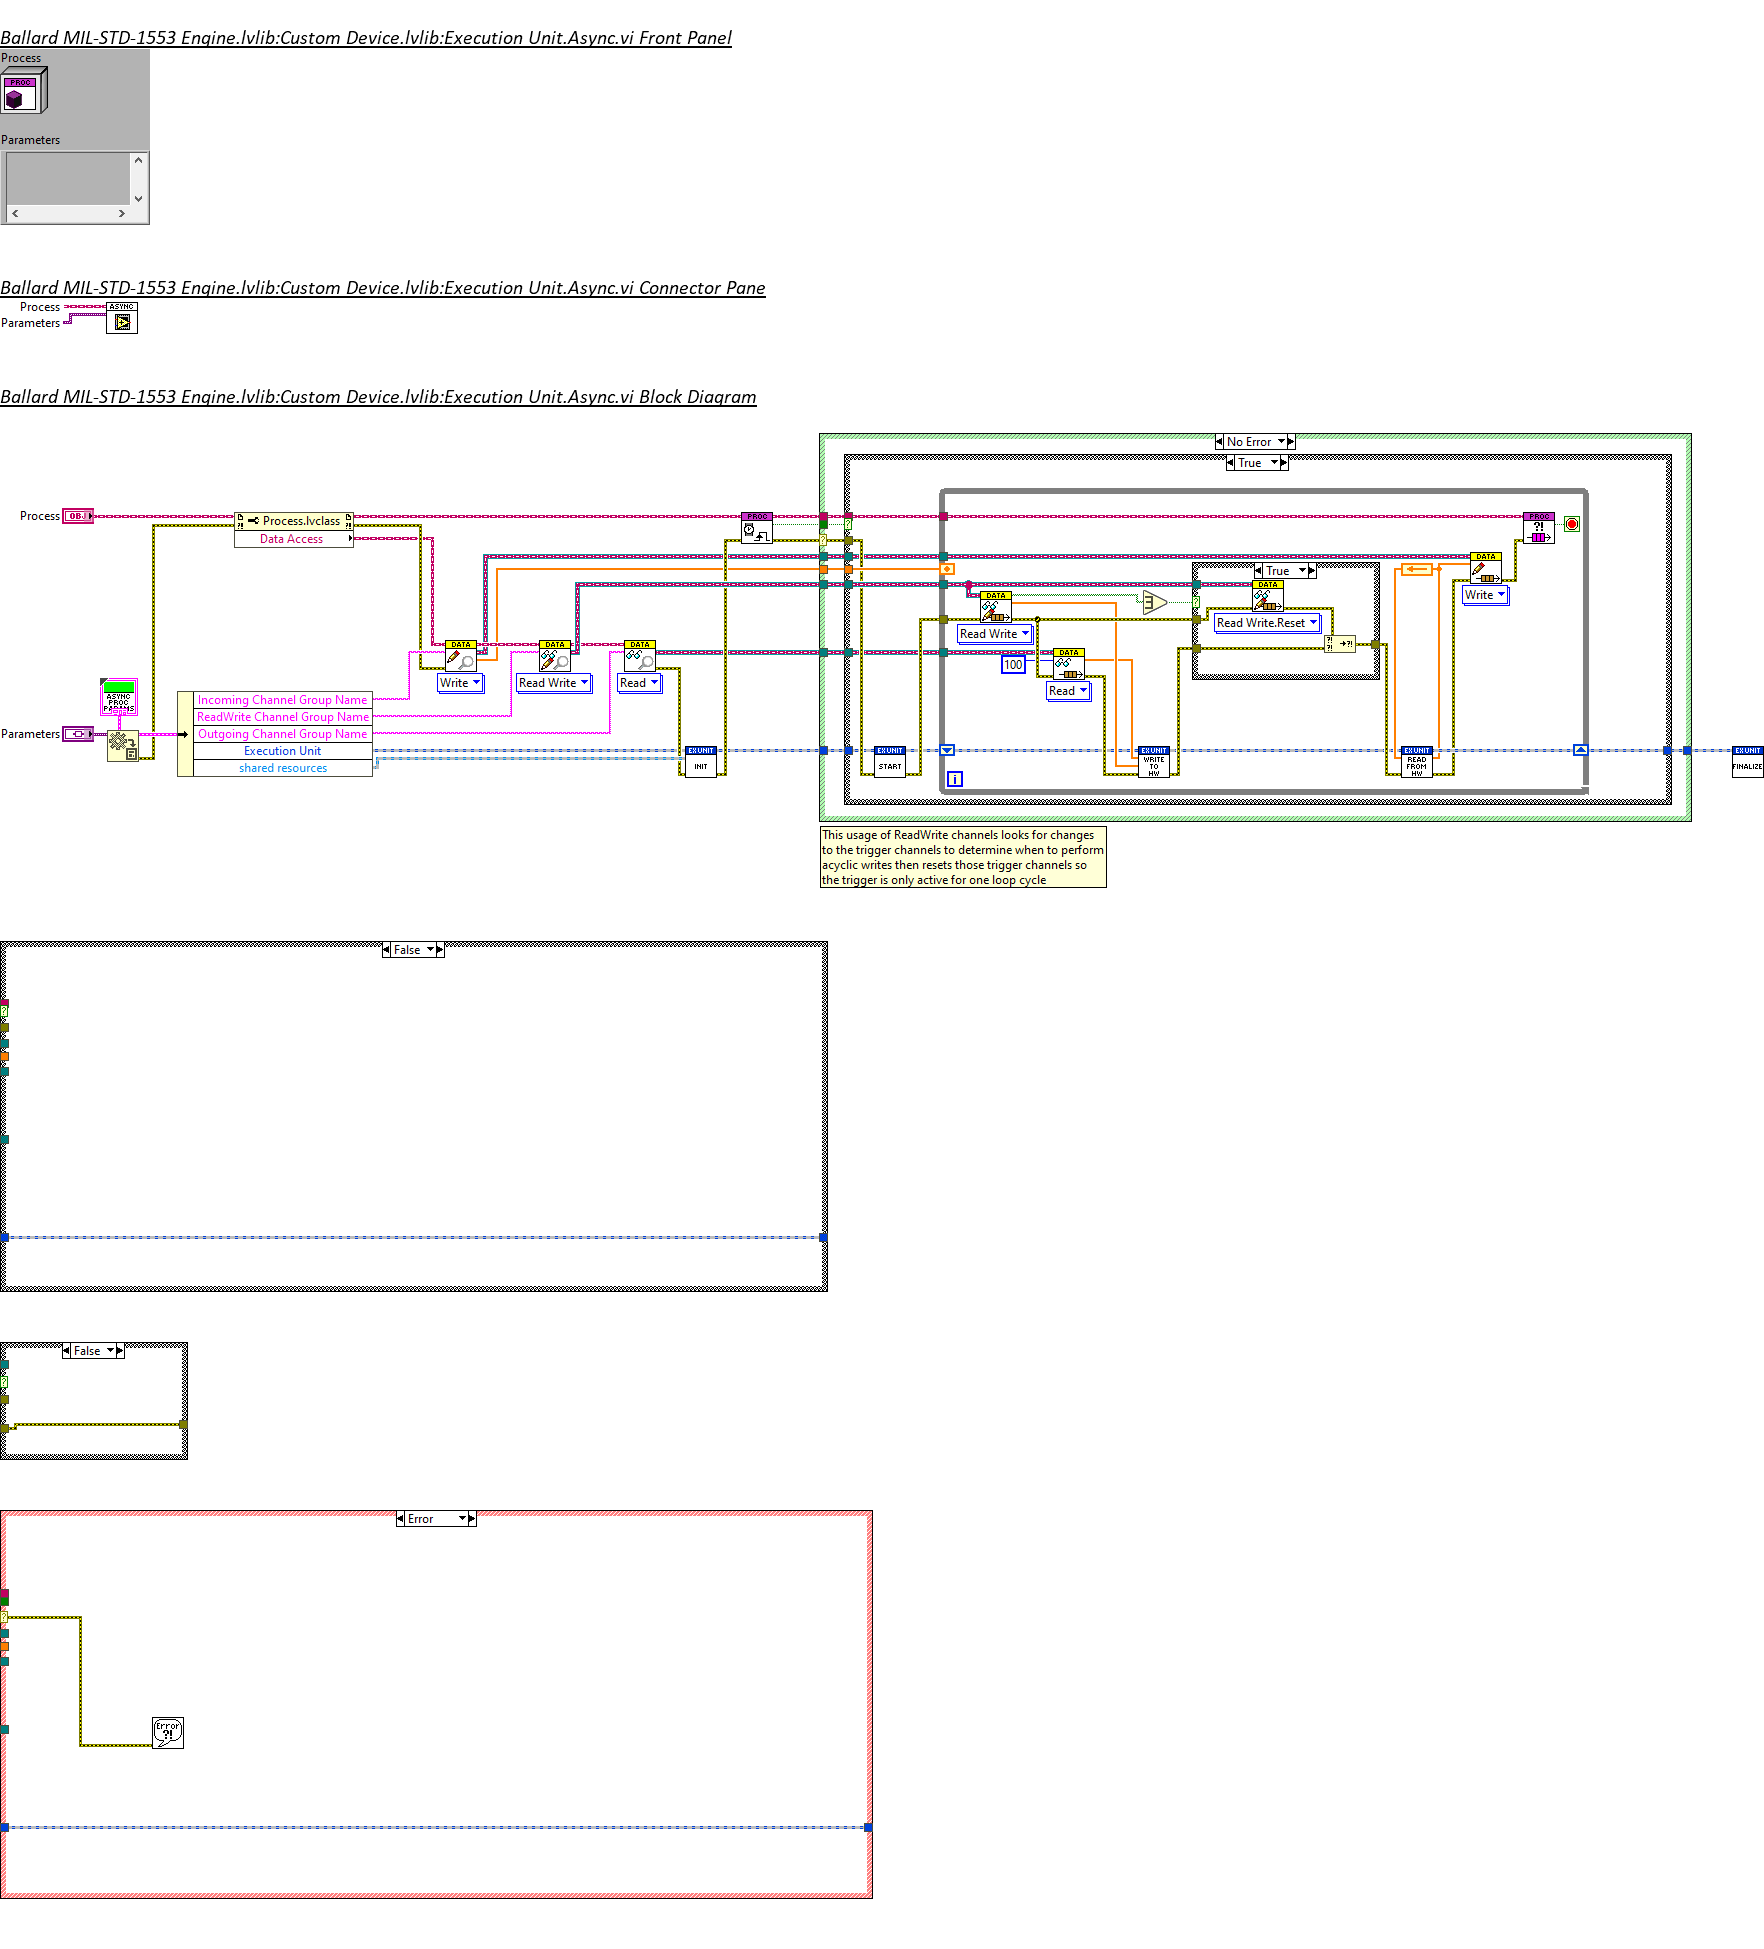 Ballard MIL-STD-1553 Engine.lvlib:Custom Device.lvlib:Execution Unit.Async.vi Front Panel
Process
PROC
Parameters
Ballard MIL-STD-1553 Engine.lvlib:Custom Device.lvlib:Execution Unit.Async.vi Connector Pane
Process
ASYNC
Parameters
Ballard MIL-STD-1553 Engine.lvlib:Custom Device.lvlib:Execution Unit.Async.vi Block Diagram
No Error
True
Process
OBJ
Process.lvclass
Data Access
PROC
PROC
?!
DATA
True
DATA
Write
DATA
Read Write
Read Write.Reset
DATA
Write
DATA
Read Write
DATA
Read
100
DATA
Read
ASYNC
PROC
PARAMS
Incoming Channel Group Name
ReadWrite Channel Group Name
Outgoing Channel Group Name
Execution Unit
shared resources
Parameters
EXUNIT
INIT
EXUNIT
START
EXUNIT
WRITE
TO
HW
EXUNIT
READ
FROM
HW
EXUNIT
FINALIZE
i
This usage of ReadWrite channels looks for changes
to the trigger channels to determine when to perform
acyclic writes then resets those trigger channels so
the trigger is only active for one loop cycle
False
False
Error
Error
?!